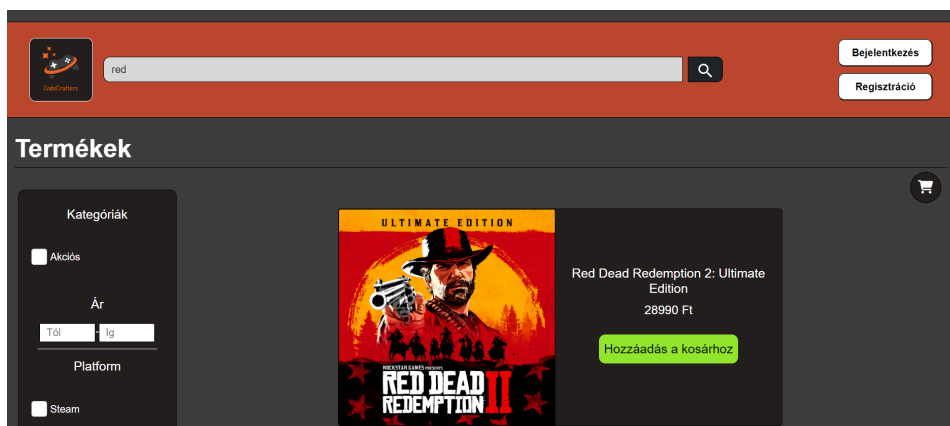 CodeCrafters
red
Bejelentkezés
Regisztráció
Termékek
Kategóriák
Akciós
Ár
Tól - Ig
Platform
Steam
ULTIMATE EDITION
ROCKSTAR GAMES PRESENTS
RED DEAD
REDEMPTION II
Red Dead Redemption 2: Ultimate
Edition
28990 Ft
Hozzáadás a kosárhoz